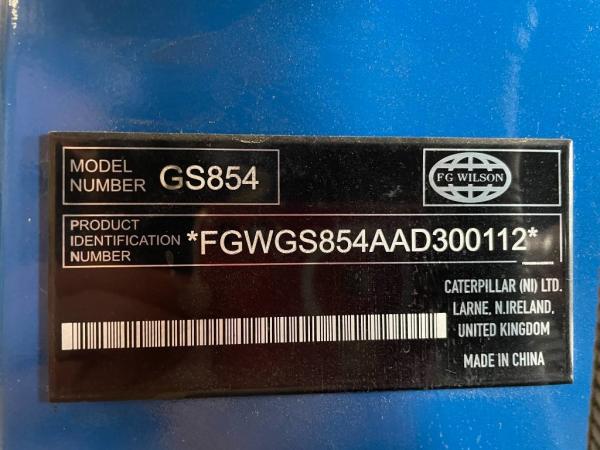 MODEL
NUMBER
GS854
FG WILSON
PRODUCT
IDENTIFICATION
NUMBER
*FGWGS854AAD300112*
CATERPILLAR (NI) LTD.
LARNE, N.IRELAND,
UNITED KINGDOM
MADE IN CHINA